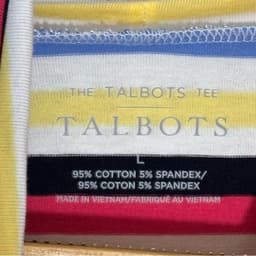 THE TALBOTS TEE
TALBOTS
L
95% COTTON 5% SPANDEX/
95% COTON 5% SPANDEX
MADE IN VIETNAM/FABRIQUÉ AU VIETNAM